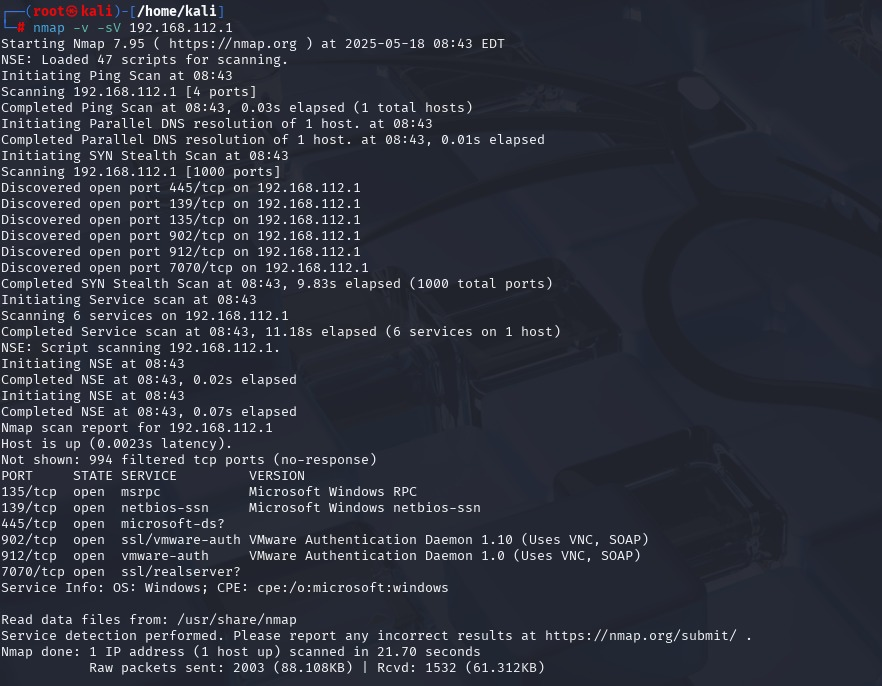 ┌──(root㉿kali)-[/home/kali]
└─# nmap -v -sV 192.168.112.1
Starting Nmap 7.95 ( https://nmap.org ) at 2025-05-18 08:43 EDT
NSE: Loaded 47 scripts for scanning.
Initiating Ping Scan at 08:43
Scanning 192.168.112.1 [4 ports]
Completed Ping Scan at 08:43, 0.03s elapsed (1 total hosts)
Initiating Parallel DNS resolution of 1 host. at 08:43
Completed Parallel DNS resolution of 1 host. at 08:43, 0.01s elapsed
Initiating SYN Stealth Scan at 08:43
Scanning 192.168.112.1 [1000 ports]
Discovered open port 445/tcp on 192.168.112.1
Discovered open port 139/tcp on 192.168.112.1
Discovered open port 135/tcp on 192.168.112.1
Discovered open port 902/tcp on 192.168.112.1
Discovered open port 912/tcp on 192.168.112.1
Discovered open port 7070/tcp on 192.168.112.1
Completed SYN Stealth Scan at 08:43, 9.83s elapsed (1000 total ports)
Initiating Service scan at 08:43
Scanning 6 services on 192.168.112.1
Completed Service scan at 08:43, 11.18s elapsed (6 services on 1 host)
NSE: Script scanning 192.168.112.1.
Initiating NSE at 08:43
Completed NSE at 08:43, 0.02s elapsed
Initiating NSE at 08:43
Completed NSE at 08:43, 0.07s elapsed
Nmap scan report for 192.168.112.1
Host is up (0.0023s latency).
Not shown: 994 filtered tcp ports (no-response)
PORT     STATE SERVICE         VERSION
135/tcp  open  msrpc           Microsoft Windows RPC
139/tcp  open  netbios-ssn     Microsoft Windows netbios-ssn
445/tcp  open  microsoft-ds?
902/tcp  open  ssl/vmware-auth VMware Authentication Daemon 1.10 (Uses VNC, SOAP)
912/tcp  open  vmware-auth     VMware Authentication Daemon 1.0 (Uses VNC, SOAP)
7070/tcp open  ssl/realserver?
Service Info: OS: Windows; CPE: cpe:/o:microsoft:windows

Read data files from: /usr/share/nmap
Service detection performed. Please report any incorrect results at https://nmap.org/submit/ .
Nmap done: 1 IP address (1 host up) scanned in 21.70 seconds
           Raw packets sent: 2003 (88.108KB) | Rcvd: 1532 (61.312KB)